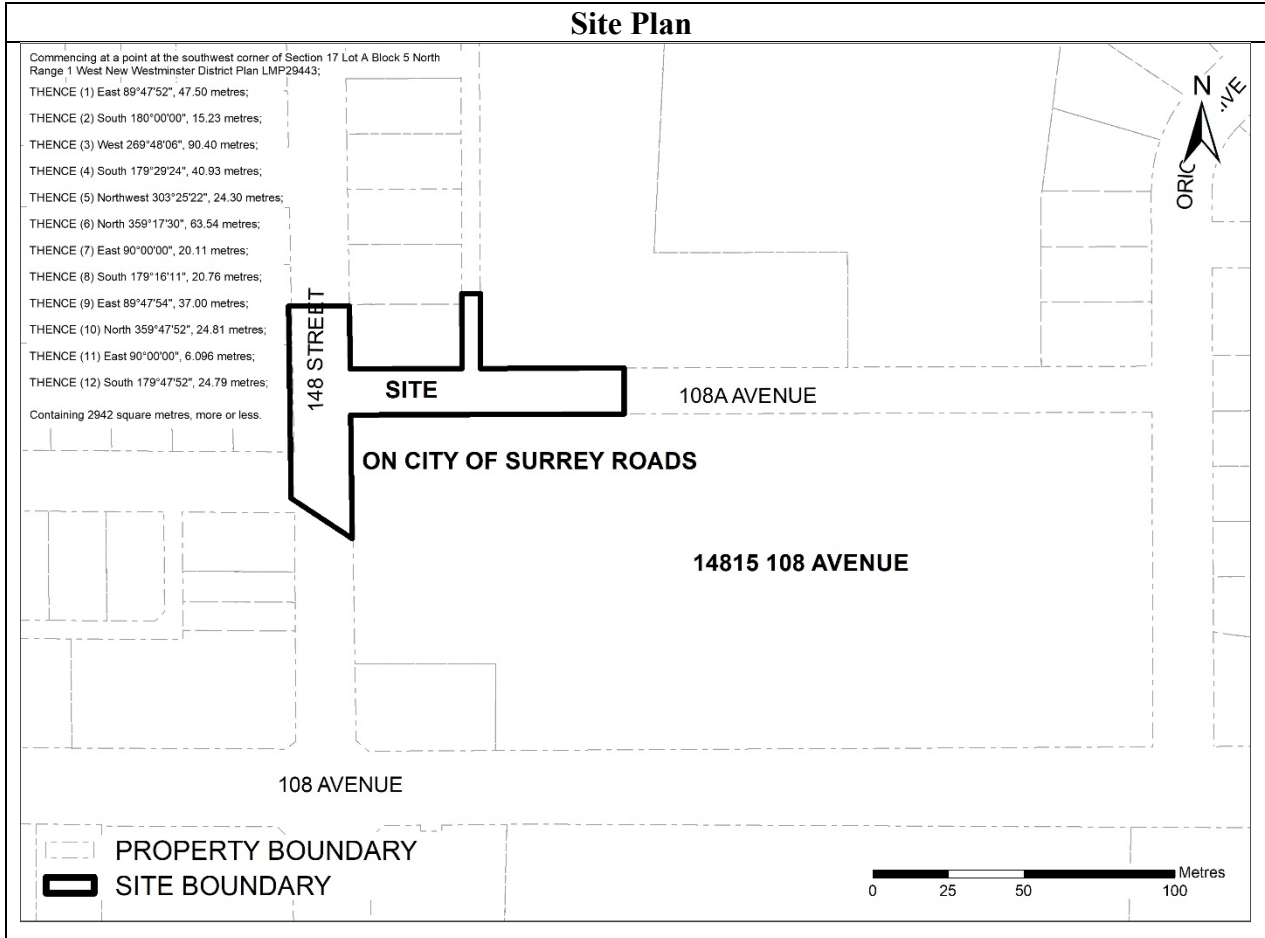 Site Plan
Commencing at a point at the southwest corner of Section 17 Lot A Block 5 North
Range 1 West New Westminster District Plan LMP29443;
THENCE (1) East 89°47'52", 47.50 metres;
THENCE (2) South 180°00'00", 15.23 metres;
THENCE (3) West 269°48'06", 90.40 metres;
THENCE (4) South 179°29'24", 40.93 metres;
THENCE (5) Northwest 303°25'22", 24.30 metres;
THENCE (6) North 359°17'30", 63.54 metres;
THENCE (7) East 90°00'00", 20.11 metres;
THENCE (8) South 179°16'11", 20.76 metres;
THENCE (9) East 89°47'54", 37.00 metres;
THENCE (10) North 359°47'52", 24.81 metres;
THENCE (11) East 90°00'00", 6.096 metres;
THENCE (12) South 179°47'52", 24.79 metres;
Containing 2942 square metres, more or less.
N
148 STREET
SITE
108A AVENUE
ON CITY OF SURREY ROADS
14815 108 AVENUE
108 AVENUE
PROPERTY BOUNDARY
SITE BOUNDARY
Metres
0 25 50 100